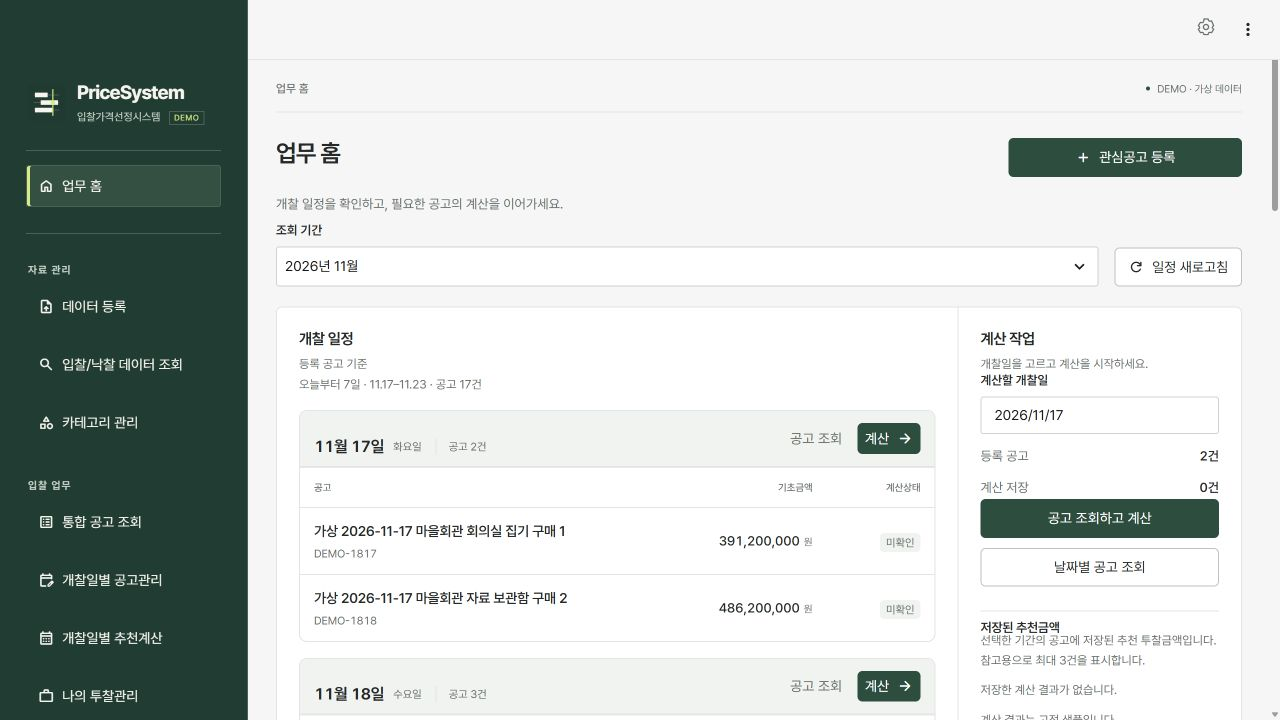 PriceSystem
입찰가격선정시스템 DEMO
업무 홈
자료 관리
데이터 등록
입찰/낙찰 데이터 조회
카테고리 관리
입찰 업무
통합 공고 조회
개찰일별 공고관리
개찰일별 추천계산
나의 투찰관리
업무 홈
DEMO · 가상 데이터
업무 홈
+ 관심공고 등록
개찰 일정을 확인하고, 필요한 공고의 계산을 이어가세요.
조회 기간
2026년 11월
일정 새로고침
개찰 일정
등록 공고 기준
오늘부터 7일 · 11.17–11.23 · 공고 17건
11월 17일 화요일 공고 2건
공고 조회 계산 →
공고 기초금액 계산상태
가상 2026-11-17 마을회관 회의실 집기 구매 1
DEMO-1817
391,200,000 원 미확인
가상 2026-11-17 마을회관 자료 보관함 구매 2
DEMO-1818
486,200,000 원 미확인
11월 18일 수요일 공고 3건
공고 조회 계산 →
계산 작업
개찰일을 고르고 계산을 시작하세요.
계산할 개찰일
2026/11/17
등록 공고 2건
계산 저장 0건
공고 조회하고 계산
날짜별 공고 조회
저장된 추천금액
선택한 기간의 공고에 저장된 추천 투찰금액입니다.
참고용으로 최대 3건을 표시합니다.
저장한 계산 결과가 없습니다.
계산 결과는 고정 샘플입니다.